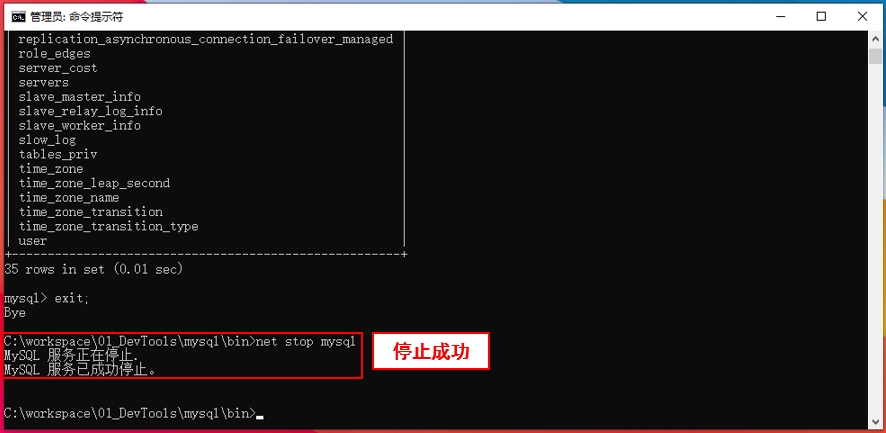 管理员: 命令提示符
| replication_asynchronous_connection_failover_managed |
| role_edges |
| server_cost |
| servers |
| slave_master_info |
| slave_relay_log_info |
| slave_worker_info |
| slow_log |
| tables_priv |
| time_zone |
| time_zone_leap_second |
| time_zone_name |
| time_zone_transition |
| time_zone_transition_type |
| user |
+------------------------------------------------------+
35 rows in set (0.01 sec)
mysql> exit;
Bye
C:\workspace\01_DevTools\mysql\bin>net stop mysql
MySQL 服务正在停止.
MySQL 服务已成功停止。
停止成功
C:\workspace\01_DevTools\mysql\bin>